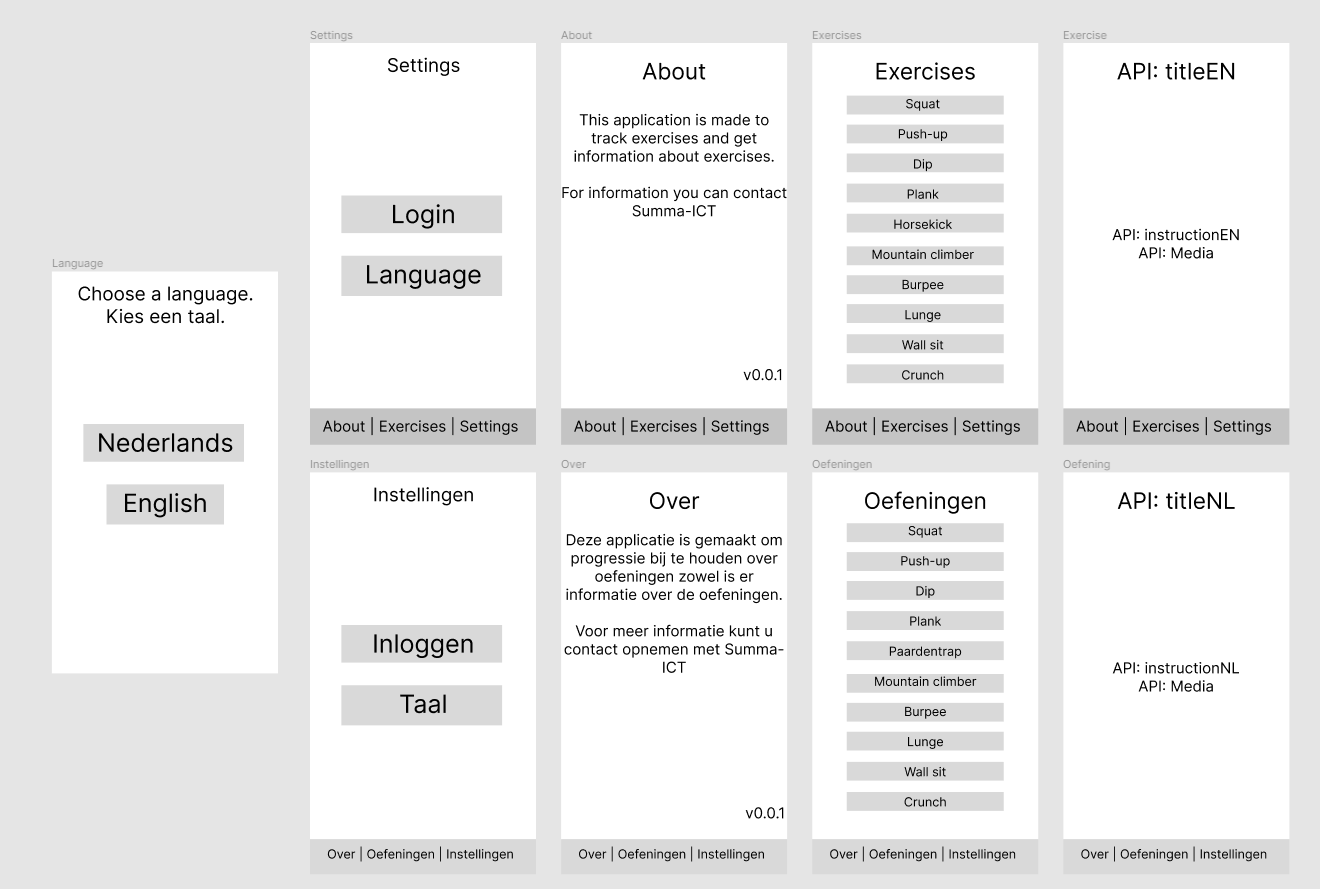 Language
Choose a language.
Kies een taal.
Nederlands
English
Settings
Settings
Login
Language
About | Exercises | Settings
About
About
This application is made to
track exercises and get
information about exercises.
For information you can contact
Summa-ICT
v0.0.1
About | Exercises | Settings
Exercises
Exercises
Squat
Push-up
Dip
Plank
Horsekick
Mountain climber
Burpee
Lunge
Wall sit
Crunch
About | Exercises | Settings
Exercise
API: titleEN
API: instructionEN
API: Media
About | Exercises | Settings
Instellingen
Instellingen
Inloggen
Taal
Over | Oefeningen | Instellingen
Over
Over
Deze applicatie is gemaakt om
progressie bij te houden over
oefeningen zowel is er
informatie over de oefeningen.
Voor meer informatie kunt u
contact opnemen met Summa-
ICT
v0.0.1
Over | Oefeningen | Instellingen
Oefeningen
Oefeningen
Squat
Push-up
Dip
Plank
Paardentrap
Mountain climber
Burpee
Lunge
Wall sit
Crunch
Over | Oefeningen | Instellingen
Oefening
API: titleNL
API: instructionNL
API: Media
Over | Oefeningen | Instellingen